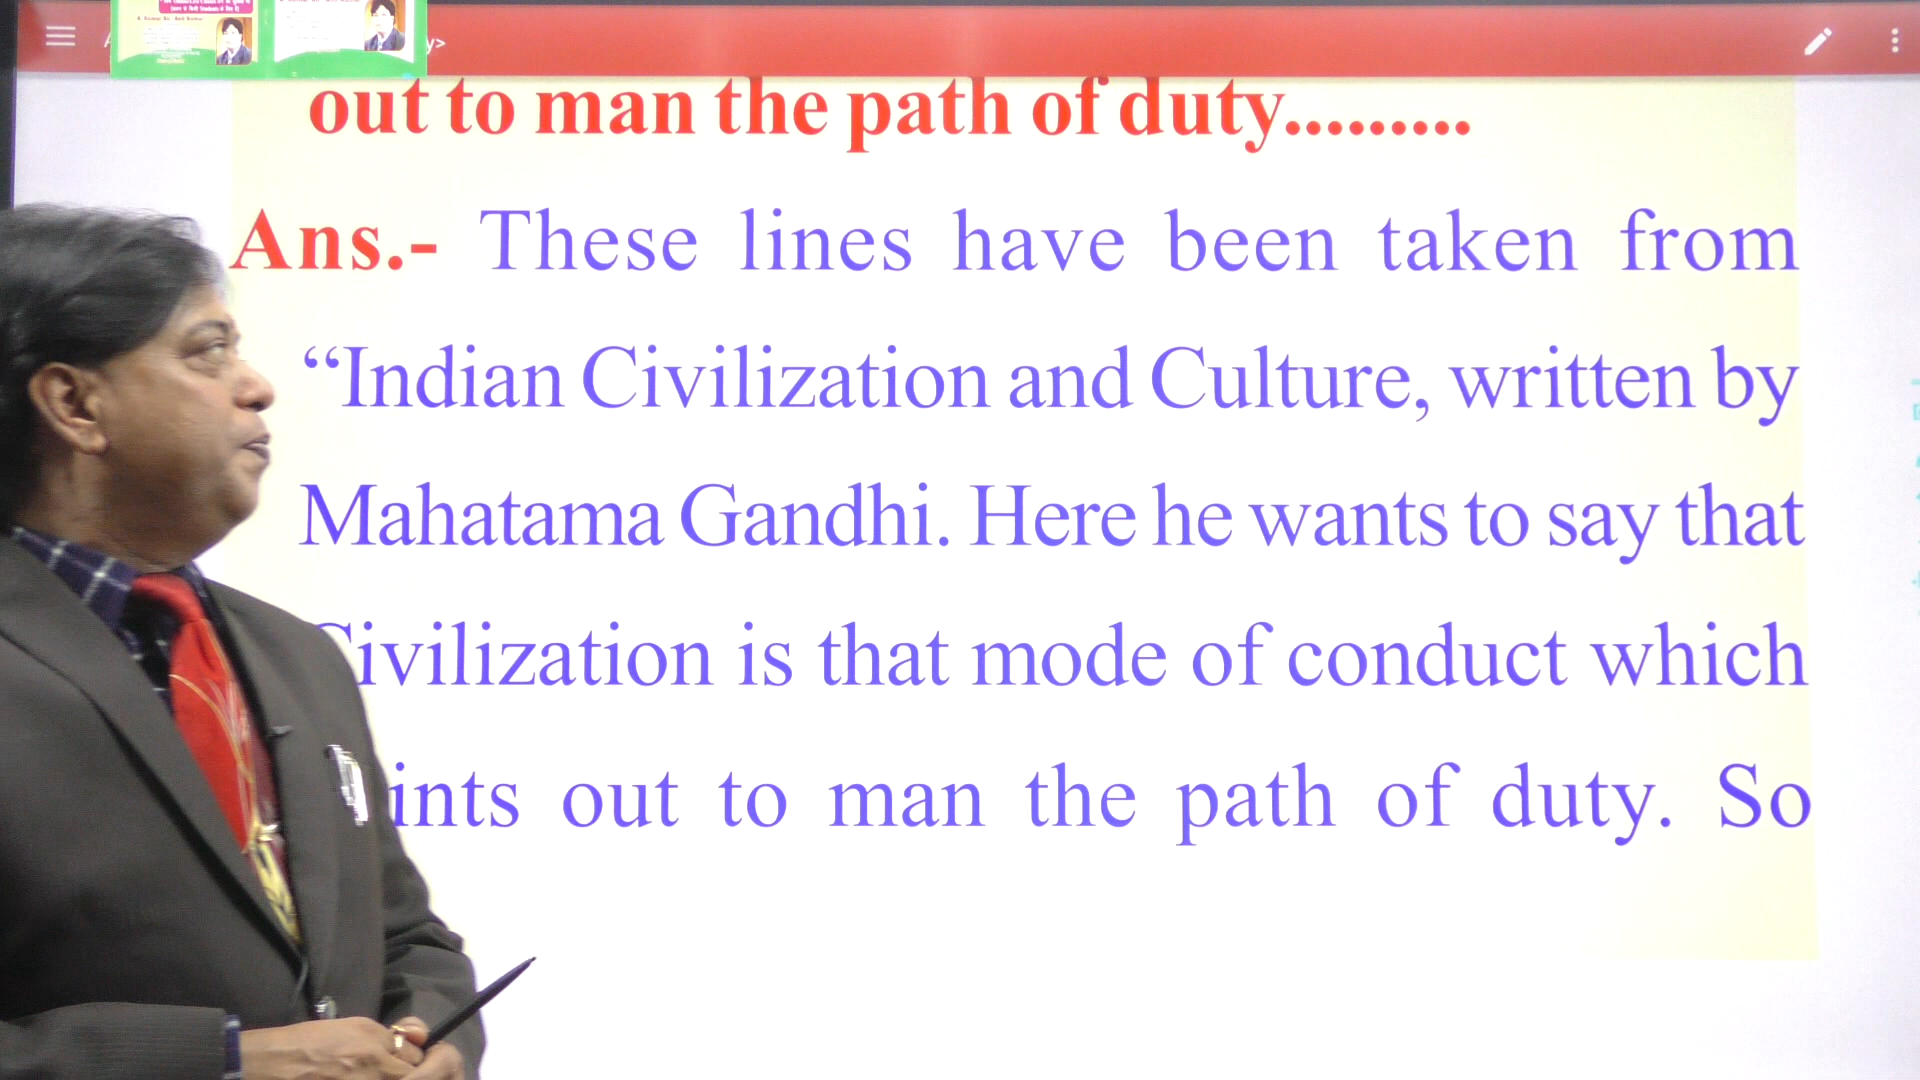 y>
out to man the path of duty.........
Ans.- These lines have been taken from
“Indian Civilization and Culture, written by
Mahatama Gandhi. Here he wants to say that
Civilization is that mode of conduct which
ints out to man the path of duty. So